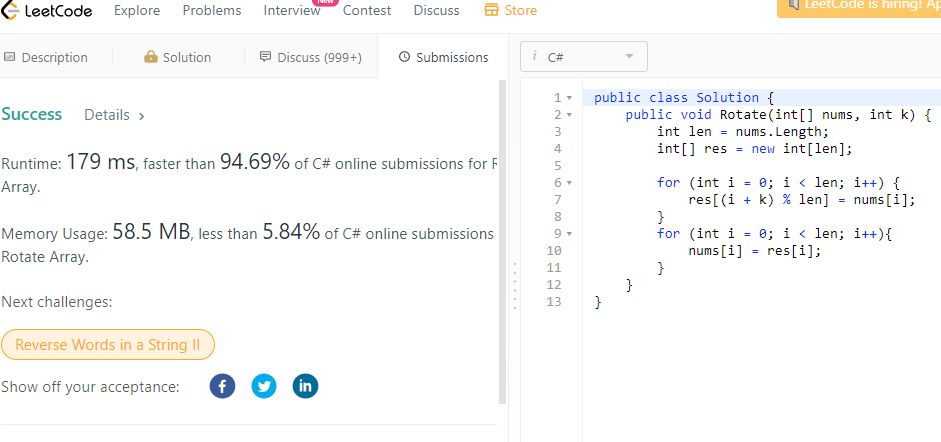 LeetCode Explore Problems Interview New Contest Discuss Store LeetCode is hiring!
Description Solution Discuss (999+) Submissions
i C#
Success Details >
Runtime: 179 ms, faster than 94.69% of C# online submissions for
Array.
Memory Usage: 58.5 MB, less than 5.84% of C# online submissions
Rotate Array.
Next challenges:
Reverse Words in a String II
Show off your acceptance: f in
1 public class Solution {
2 public void Rotate(int[] nums, int k) {
3 int len = nums.Length;
4 int[] res = new int[len];
5
6 for (int i = 0; i < len; i++) {
7 res[(i + k) % len] = nums[i];
8 }
9 for (int i = 0; i < len; i++){
10 nums[i] = res[i];
11 }
12 }
13 }